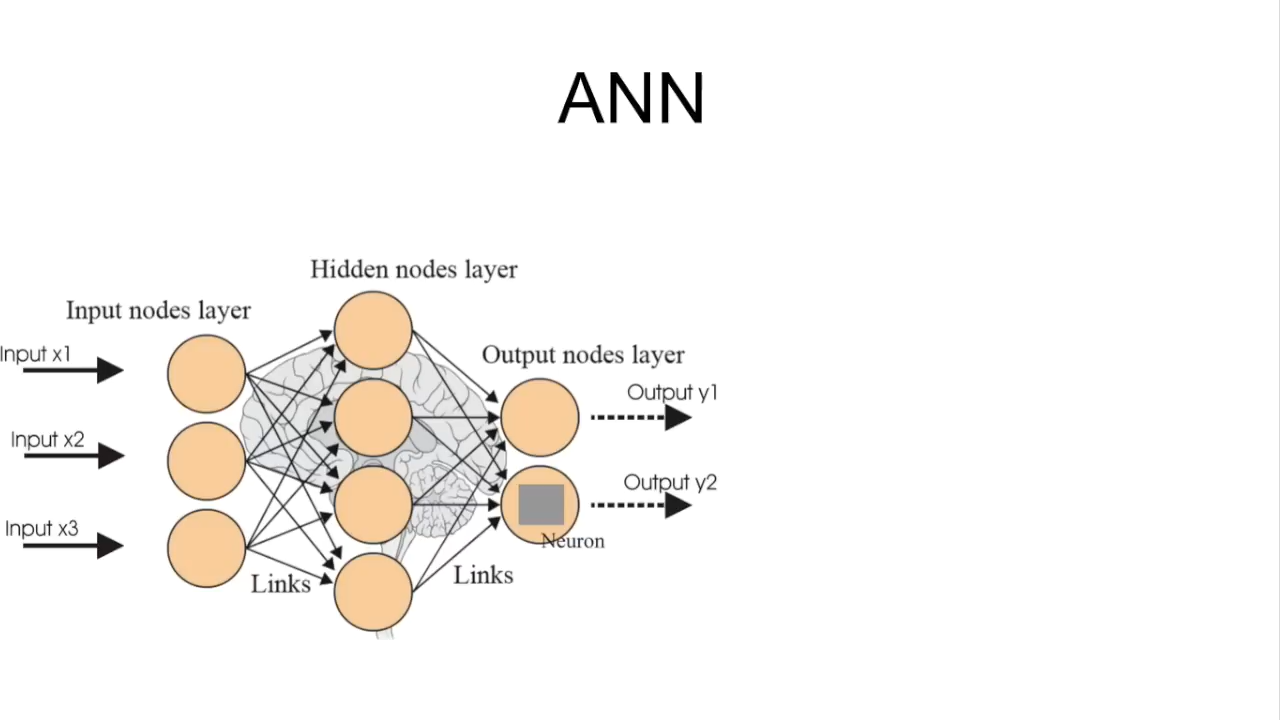 ANN
Hidden nodes layer
Input nodes layer
Input x1
Output nodes layer
Output y1
Input x2
Output y2
Input x3
Neuron
Links
Links